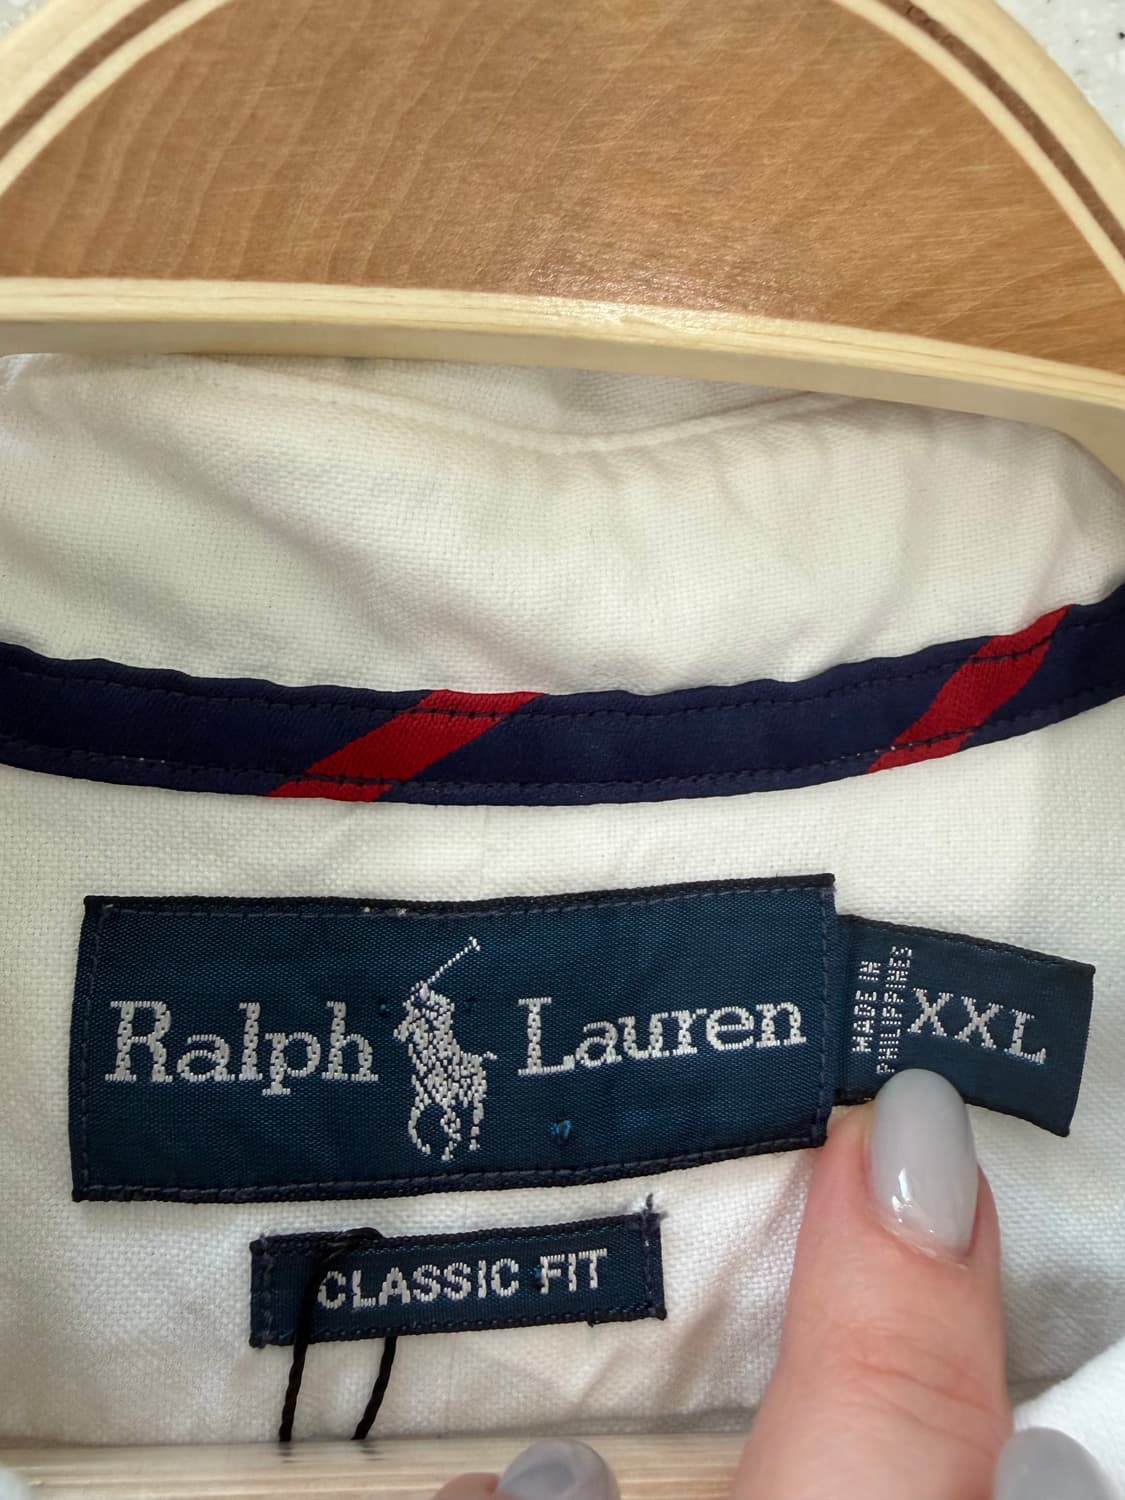 Ralph Lauren
MADE IN
PHILIPPINES
XXL
CLASSIC FIT